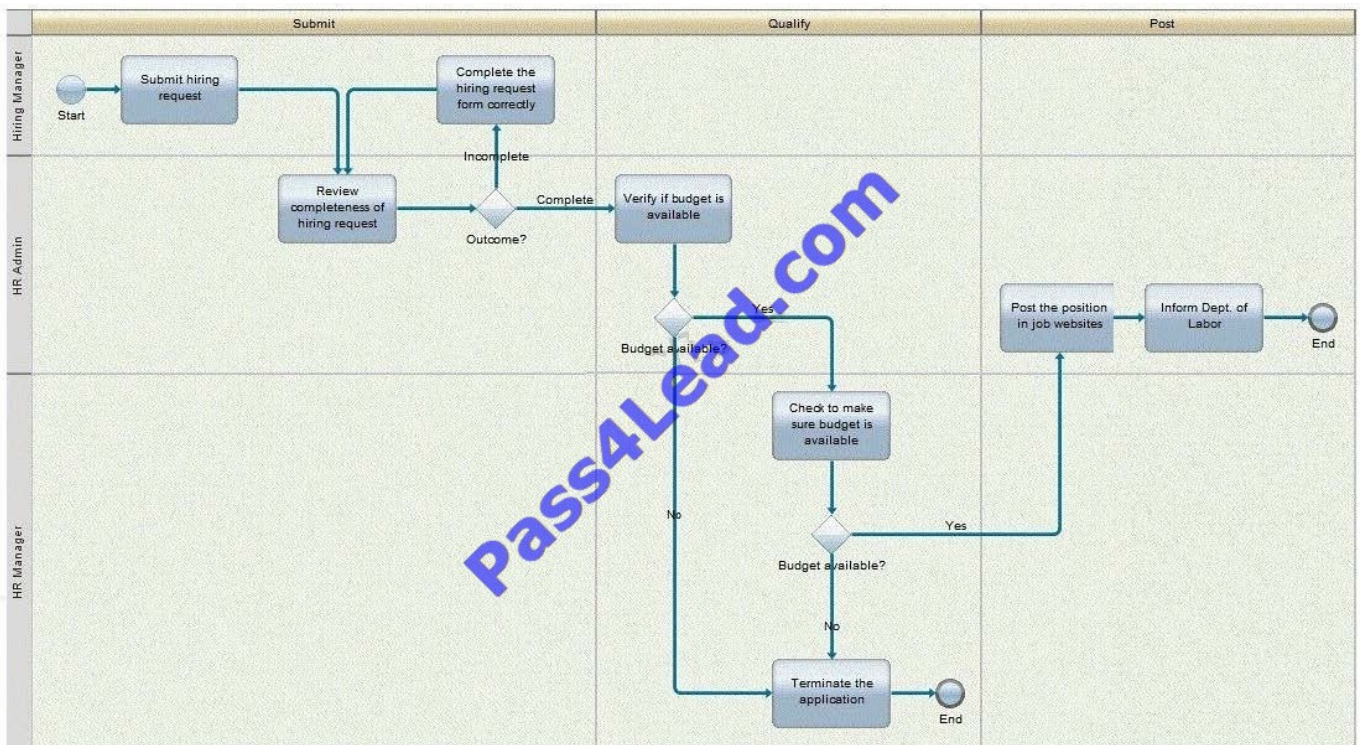 Submit
Qualify
Post
Hiring Manager
Start
Submit hiring
request
Complete the
hiring request
form correctly
Incomplete
HR Admin
Review
completeness of
hiring request
Outcome?
Complete
Verify if budget is
available
Budget available?
Yes
Post the position
in job websites
Inform Dept. of
Labor
End
HR Manager
Check to make
sure budget is
available
No
Budget available?
Yes
No
Terminate the
application
End
Pass4Lead.com